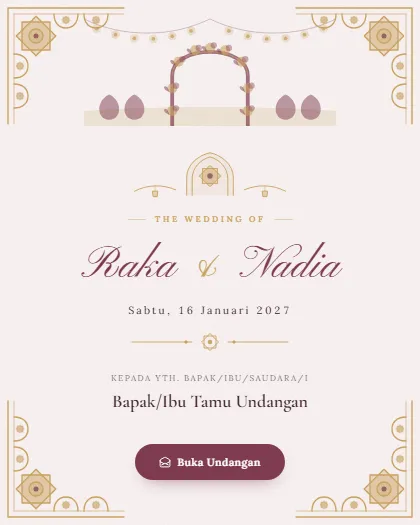 THE WEDDING OF
Raka & Nadia
Sabtu, 16 Januari 2027
KEPADA YTH. BAPAK/IBU/SAUDARA/I
Bapak/Ibu Tamu Undangan
Buka Undangan